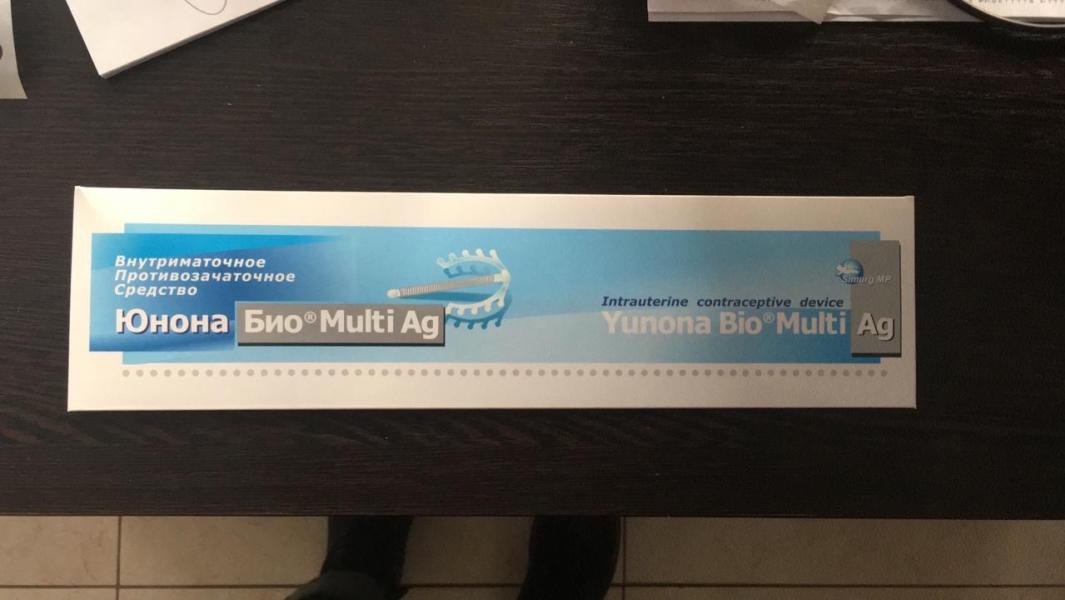 Внутриматочное
Противозачаточное
Средство
Юнона Био® Multi Ag
Simurg MP
Intrauterine contraceptive device
Yunona Bio® Multi Ag